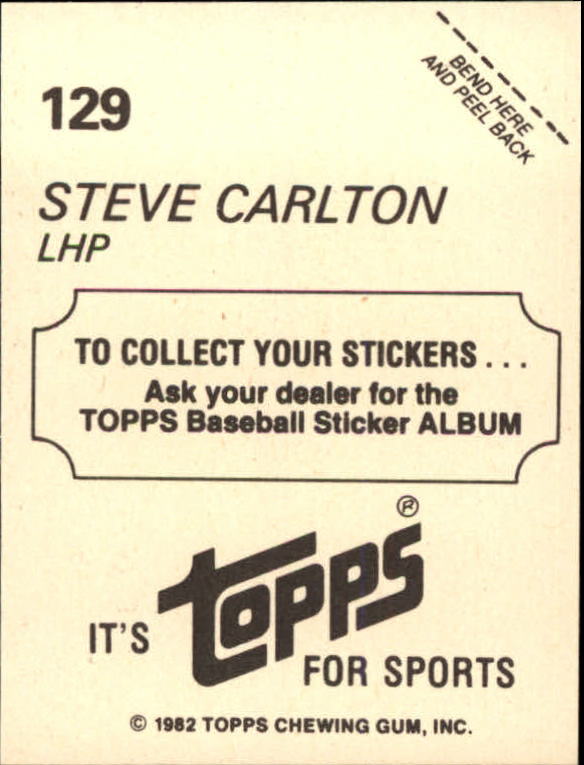 BEND HERE
AND PEEL BACK
129
STEVE CARLTON
LHP
TO COLLECT YOUR STICKERS...
Ask your dealer for the
TOPPS Baseball Sticker ALBUM
IT'S topps®
FOR SPORTS
© 1982 TOPPS CHEWING GUM, INC.